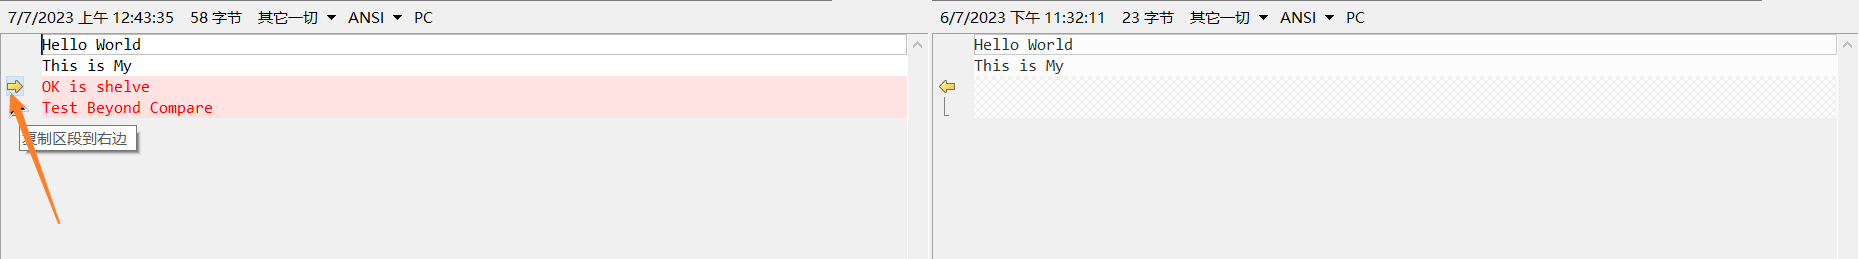 7/7/2023 上午 12:43:35 58 字节 其它一切 ANSI PC
Hello World
This is My
OK is shelve
Test Beyond Compare
复制区段到右边
6/7/2023 下午 11:32:11 23 字节 其它一切 ANSI PC
Hello World
This is My